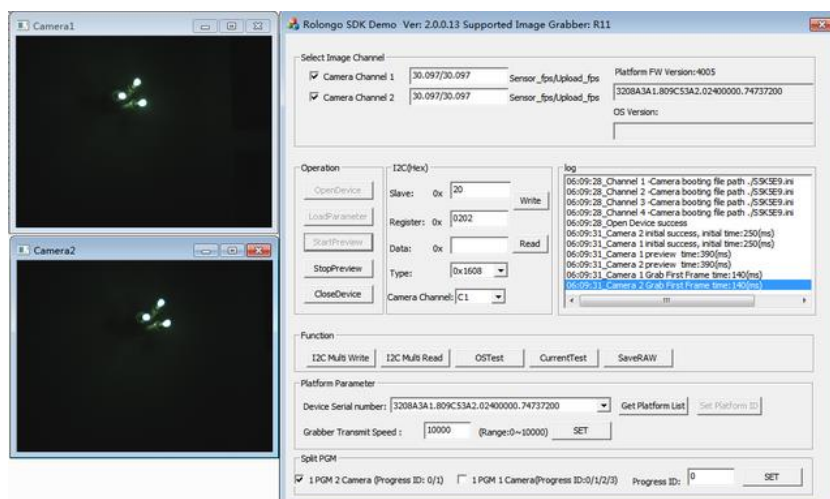 Camera1
Camera2
Rolongo SDK Demo Ver: 2.0.0.13 Supported Image Grabber: R11
Select Image Channel
Camera Channel 1 30.097/30.097 Sensor_fps/Upload_fps
Camera Channel 2 30.097/30.097 Sensor_fps/Upload_fps
Platform FW Version:4005
3208A3A1.809C53A2.02400000.74737200
OS Version:
Operation
OpenDevice
LoadParameter
StartPreview
StopPreview
CloseDevice
I2C(Hex)
Slave: 0x 20
Register: 0x 0202
Data: 0x
Type: 0x1608
Camera Channel: C1
Write
Read
log
06:09:28_Channel 1 -Camera booting file path ./S5K5E9.ini
06:09:28_Channel 2 -Camera booting file path ./S5K5E9.ini
06:09:28_Channel 3 -Camera booting file path ./S5K5E9.ini
06:09:28_Channel 4 -Camera booting file path ./S5K5E9.ini
06:09:28_Open Device success
06:09:31_Camera 2 initial success, initial time:250(ms)
06:09:31_Camera 1 initial success, initial time:250(ms)
06:09:31_Camera 1 preview time:390(ms)
06:09:31_Camera 2 preview time:390(ms)
06:09:31_Camera 1 Grab First Frame time:140(ms)
06:09:31_Camera 2 Grab First Frame time:140(ms)
Function
I2C Multi Write I2C Multi Read OSTest CurrentTest SaveRAW
Platform Parameter
Device Serial number: 3208A3A1.809C53A2.02400000.74737200 Get Platform List Set Platform ID
Grabber Transmit Speed : 10000 (Range:0~10000) SET
Split PGM
1 PGM 2 Camera (Progress ID: 0/1) 1 PGM 1 Camera(Progress ID:0/1/2/3) Progress ID: 0 SET